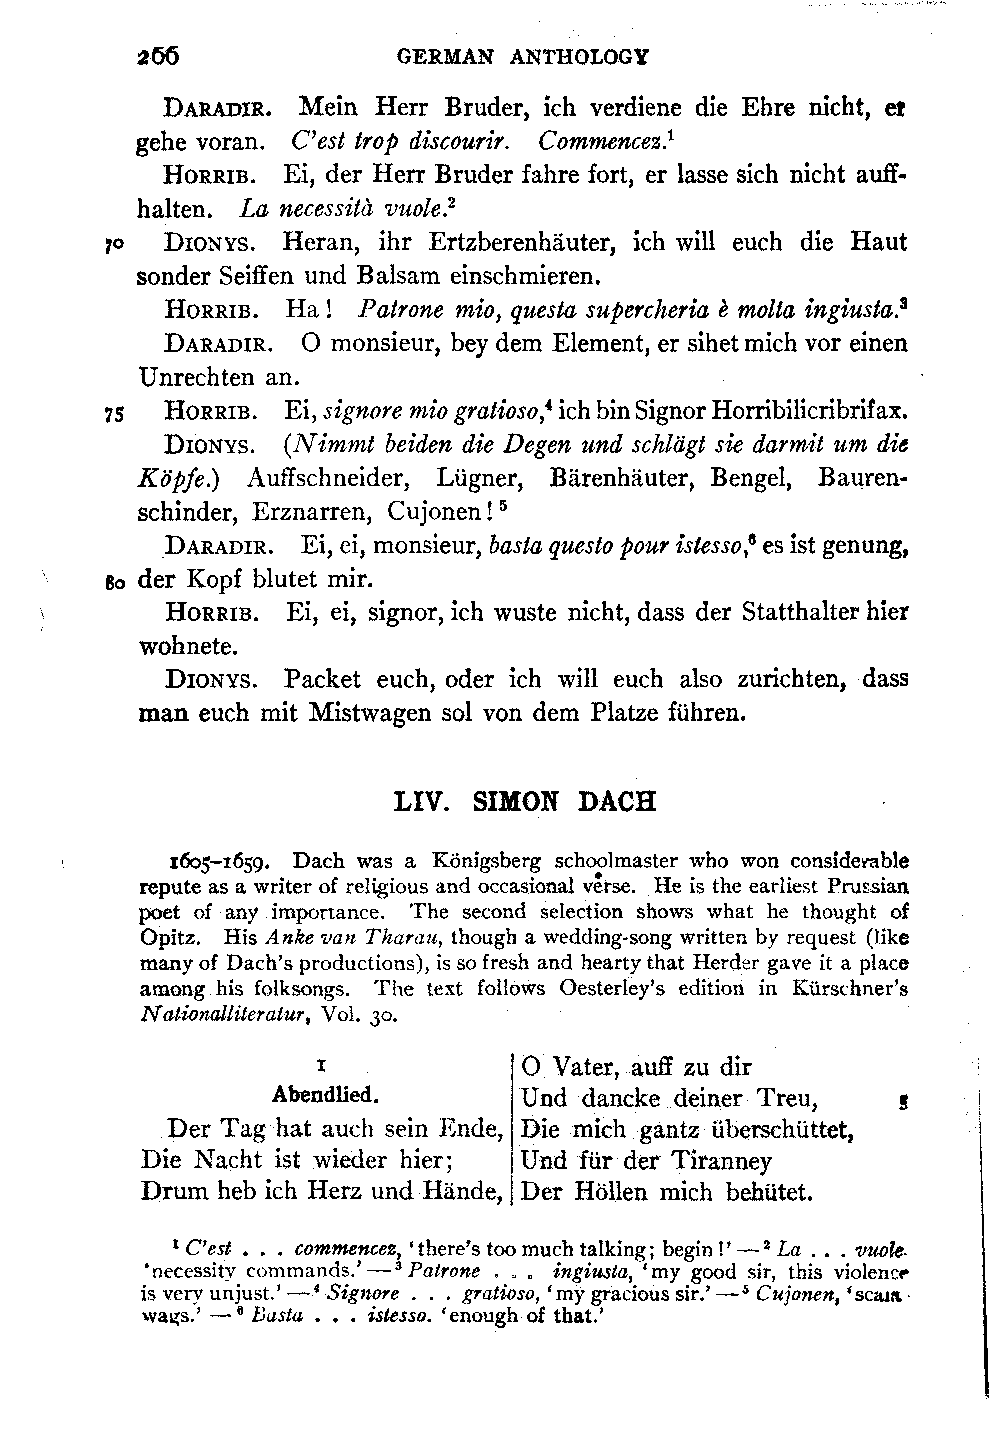 266 GERMAN ANTHOLOGY
DARADIR. Mein Herr Bruder, ich verdiene die Ehre nicht, er
gehe voran. C'est trop discourir. Commencez.¹
HORRIB. Ei, der Herr Bruder fahre fort, er lasse sich nicht auff-
halten. La necessità vuole.²
70 DIONYS. Heran, ihr Ertzberenhäuter, ich will euch die Haut
sonder Seiffen und Balsam einschmieren.
HORRIB. Ha! Patrone mio, questa supercheria è molta ingiusta.³
DARADIR. O monsieur, bey dem Element, er sihet mich vor einen
Unrechten an.
75 HORRIB. Ei, signore mio gratioso,⁴ ich bin Signor Horribilicribrifax.
DIONYS. (Nimmt beiden die Degen und schlägt sie darmit um die
Köpfe.) Auffschneider, Lügner, Bärenhäuter, Bengel, Bauren-
schinder, Erznarren, Cujonen!⁵
DARADIR. Ei, ei, monsieur, basta questo pour istesso,⁶ es ist genung,
80 der Kopf blutet mir.
HORRIB. Ei, ei, signor, ich wuste nicht, dass der Statthalter hier
wohnete.
DIONYS. Packet euch, oder ich will euch also zurichten, dass
man euch mit Mistwagen sol von dem Platze führen.
LIV. SIMON DACH
1605–1659. Dach was a Königsberg schoolmaster who won considerable
repute as a writer of religious and occasional verse. He is the earliest Prussian
poet of any importance. The second selection shows what he thought of
Opitz. His Anke van Tharau, though a wedding-song written by request (like
many of Dach's productions), is so fresh and hearty that Herder gave it a place
among his folksongs. The text follows Oesterley's edition in Kürschner's
Nationalliteratur, Vol. 30.
1
Abendlied.
Der Tag hat auch sein Ende,
Die Nacht ist wieder hier;
Drum heb ich Herz und Hände,
O Vater, auff zu dir
Und dancke deiner Treu, 5
Die mich gantz überschüttet,
Und für der Tiranney
Der Höllen mich behütet.
¹ C'est . . . commencez, 'there's too much talking; begin!' — ² La . . . vuole.
'necessity commands.' — ³ Patrone . . . ingiusta, 'my good sir, this violence
is very unjust.' — ⁴ Signore . . . gratioso, 'my gracious sir.' — ⁵ Cujonen, 'scala-
wags.' — ⁶ Basta . . . istesso. 'enough of that.'